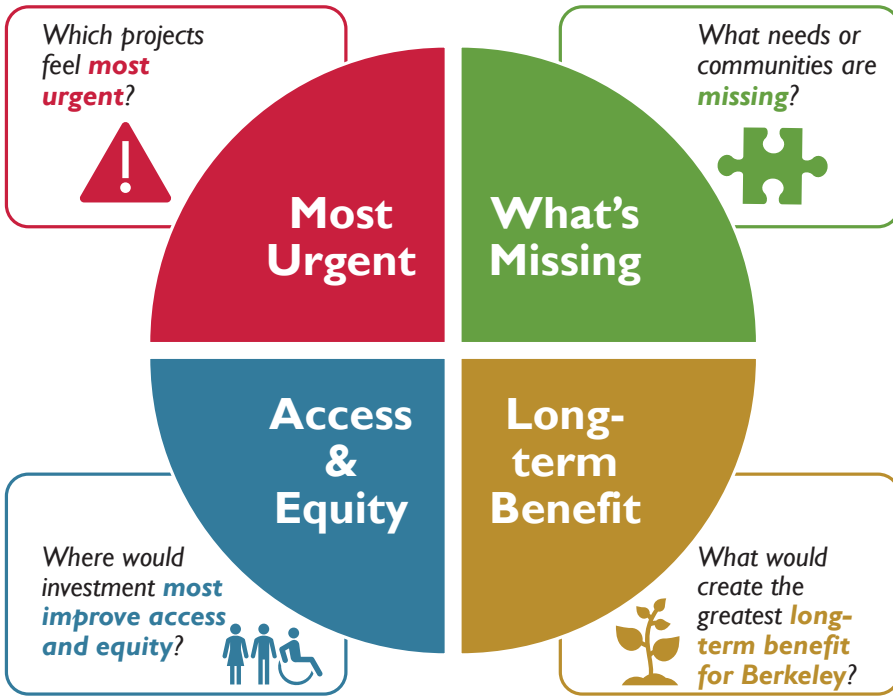 Which projects
feel most
urgent?
What needs or
communities are
missing?
Most
Urgent
What's
Missing
Access
&
Equity
Long-
term
Benefit
Where would
investment most
improve access
and equity?
What would
create the
greatest long-
term benefit
for Berkeley?